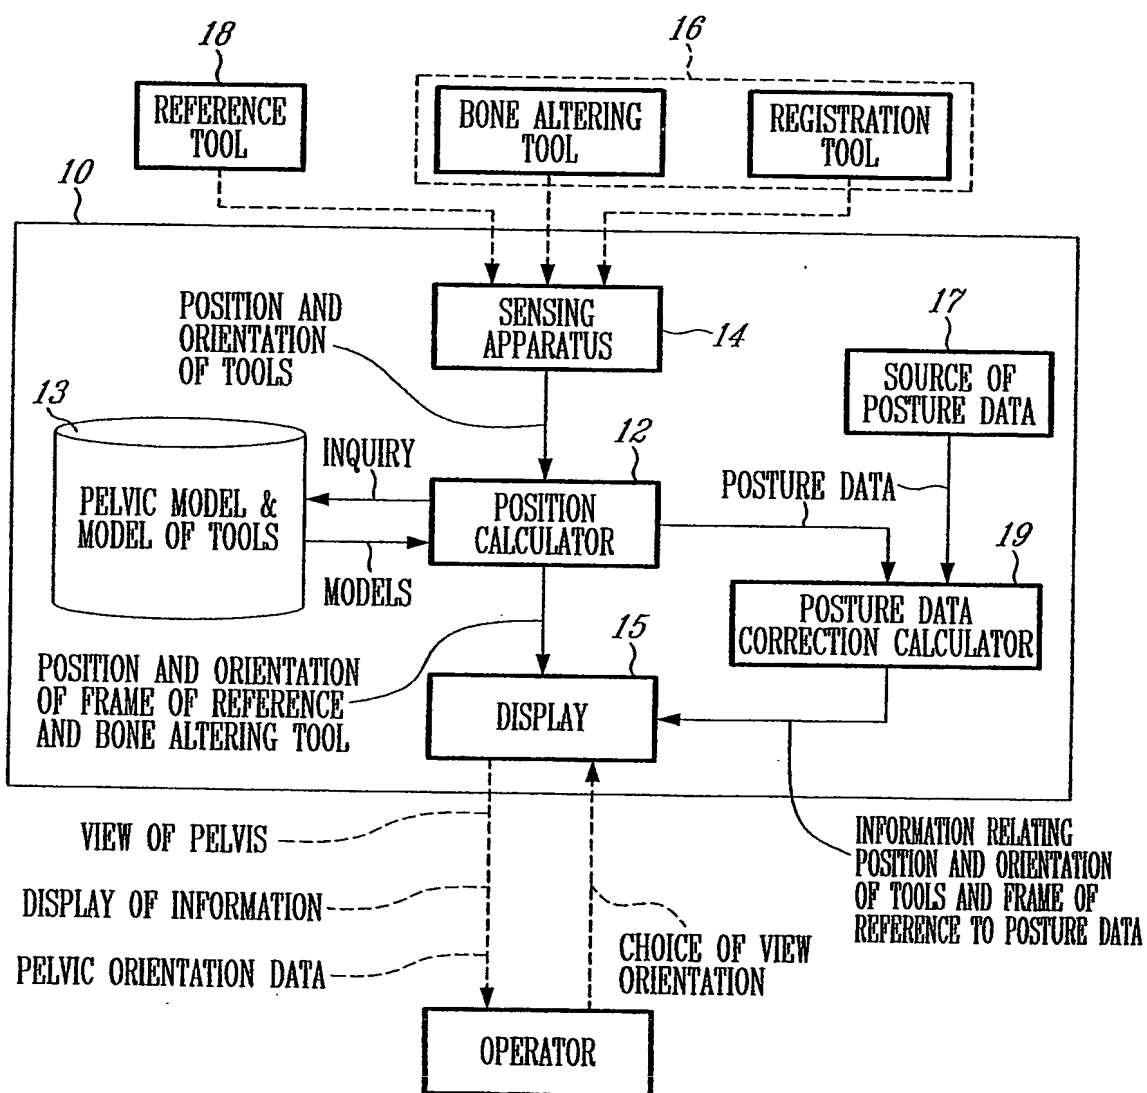 18
16
REFERENCE
TOOL
BONE ALTERING
TOOL
REGISTRATION
TOOL
10
POSITION AND
ORIENTATION
OF TOOLS
SENSING
APPARATUS
14
17
SOURCE OF
POSTURE DATA
13
INQUIRY
12
PELVIC MODEL &
MODEL OF TOOLS
POSITION
CALCULATOR
POSTURE DATA
MODELS
19
POSTURE DATA
CORRECTION CALCULATOR
15
POSITION AND ORIENTATION
OF FRAME OF REFERENCE
AND BONE ALTERING TOOL
DISPLAY
VIEW OF PELVIS
DISPLAY OF INFORMATION
PELVIC ORIENTATION DATA
CHOICE OF VIEW
ORIENTATION
INFORMATION RELATING
POSITION AND ORIENTATION
OF TOOLS AND FRAME OF
REFERENCE TO POSTURE DATA
OPERATOR